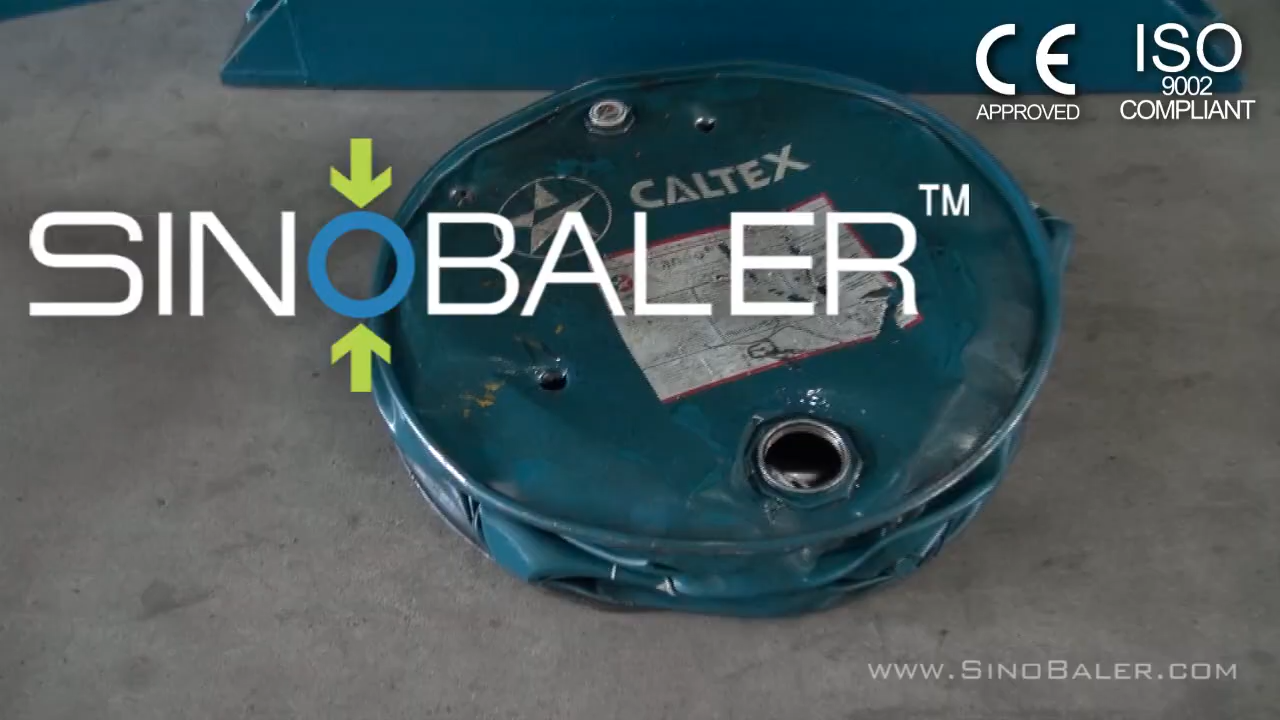 CE
APPROVED
ISO
9002
COMPLIANT
CALTEX
SINOBALER™
www.SinoBaler.com